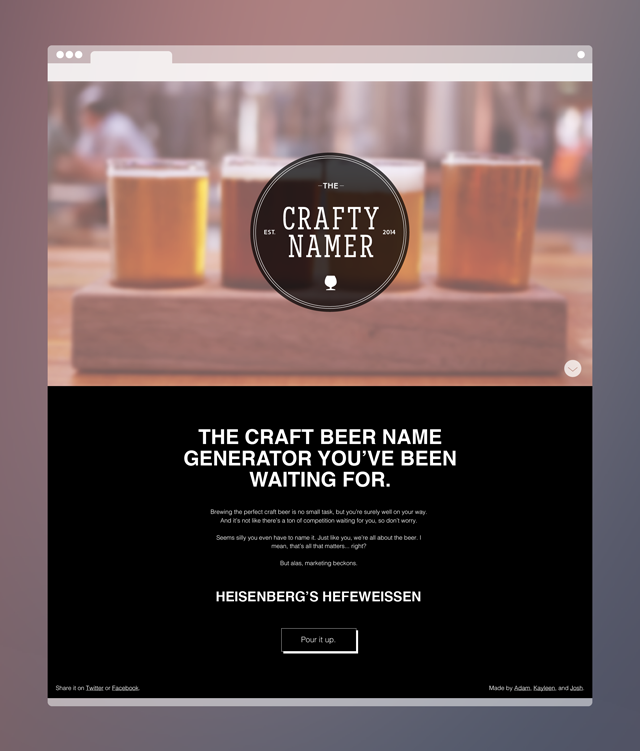 THE
EST. CRAFTY 2014
NAMER
THE CRAFT BEER NAME
GENERATOR YOU'VE BEEN
WAITING FOR.
Brewing the perfect craft beer is no small task, but you're surely well on your way.
And it's not like there's a ton of competition waiting for you, so don't worry.
Seems silly you even have to name it. Just like you, we're all about the beer. I
mean, that's all that matters... right?
But alas, marketing beckons.
HEISENBERG'S HEFEWEISSEN
Pour it up.
Share it on Twitter or Facebook.
Made by Adam, Kayleen, and Josh.